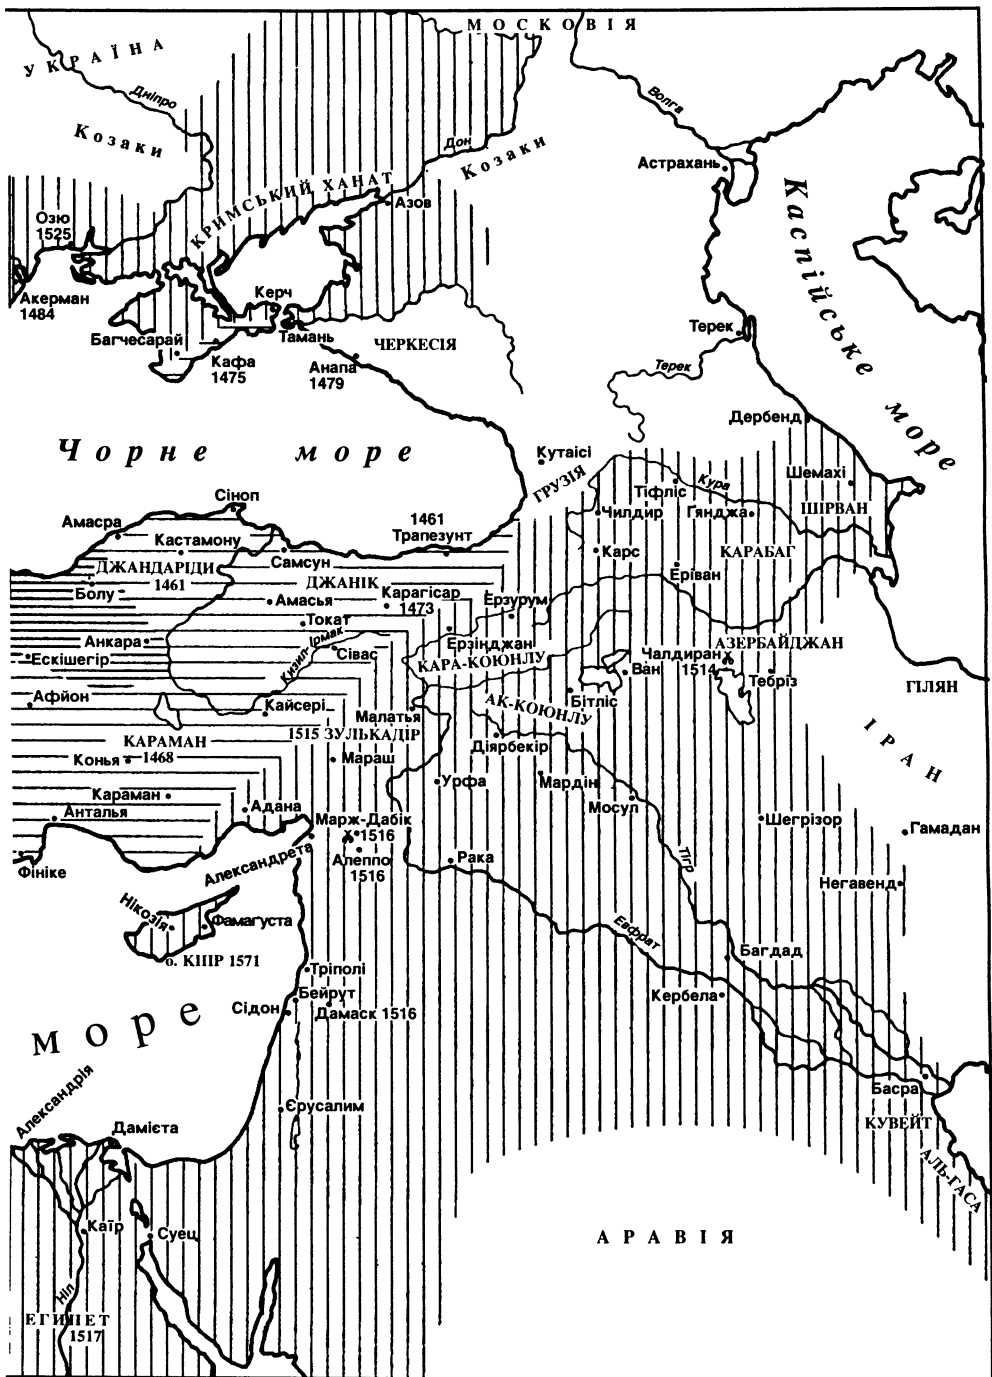 МОСКОВІЯ
УКРАЇНА
Дніпро
Волга
Козаки
Дон
Козаки
Астрахань
КРИМСЬКИЙ ХАНАТ
Азов
Каспійське море
Озю
1525
Акерман
1484
Керч
Терек
Багчесарай
Тамань
ЧЕРКЕСІЯ
Кафа
1475
Анапа
1479
Терек
Дербенд
Чорне море
Кутаісі
ГРУЗІЯ
Тіфліс
Кура
Шемахі
Сіноп
Амасра
1461
Трапезунт
Чилдир
Ґянджа
ШІРВАН
Кастамону
Самсун
Карс
КАРАБАГ
ДЖАНДАРІДИ
1461
ДЖАНІК
Еріван
Болу
Амасья
Карагісар
1473
Ерзурум
Токат
Анкара
Кизил-Ірмак
Ерзінджан
АЗЕРБАЙДЖАН
Ескішегір
Сівас
КАРА-КОЮНЛУ
Чалдиран
1514
Ван
Тебріз
ГІЛЯН
Афйон
Кайсері
Малатья
АК-КОЮНЛУ
Бітліс
ІРАН
КАРАМАН
1468
1515 ЗУЛЬКАДІР
Діярбекір
Конья
Мараш
Урфа
Мардін
Мосул
Караман
Адана
Анталья
Марж-Дабік
1516
Шегрізор
Гамадан
Фініке
Александрета
Алеппо
1516
Рака
Тігр
Негавенд
Нікозія
Фамагуста
Евфрат
о. КІПР 1571
Багдад
Тріполі
Бейрут
Кербела
Сідон
Дамаск 1516
море
Басра
Александрія
Єрусалим
Дамієта
КУВЕЙТ
АЛЬ-ГАСА
Каїр
Суец
АРАВІЯ
Ніл
ЕГИПЕТ
1517